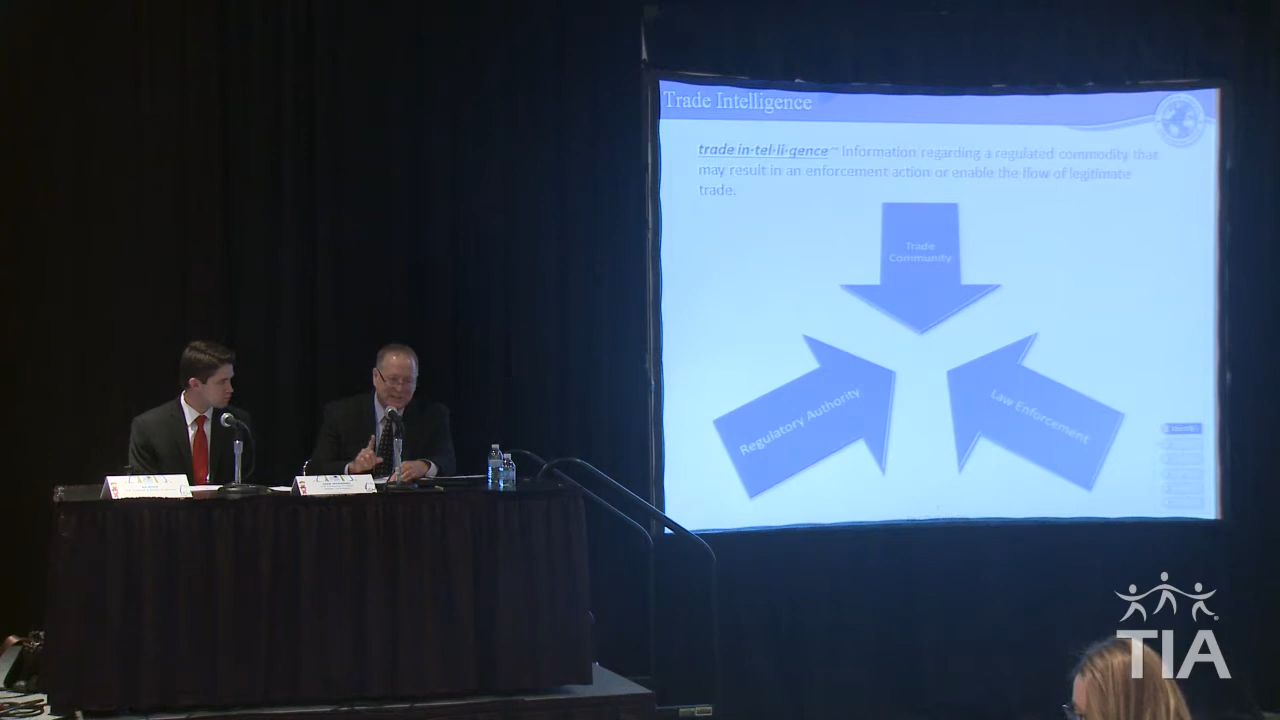 Trade Intelligence
trade in·tel·li·gence ~ Information regarding a regulated commodity that
may result in an enforcement action or enable the flow of legitimate
trade.
Trade
Community
Regulatory Authority
Law Enforcement
TIA